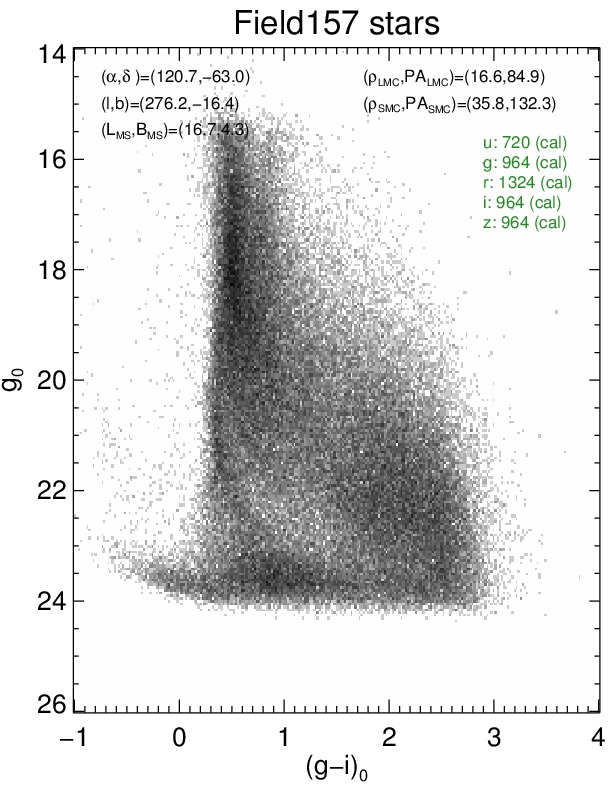 Field157 stars
(α,δ )=(120.7,−63.0)
(ρLMC,PALMC)=(16.6,84.9)
(l,b)=(276.2,−16.4)
(ρSMC,PASMC)=(35.8,132.3)
(LMS,BMS)=(16.7,4.3)
u: 720 (cal)
g: 964 (cal)
r: 1324 (cal)
i: 964 (cal)
z: 964 (cal)
14
16
18
20
22
24
26
g0
−1 0 1 2 3 4
(g−i)0